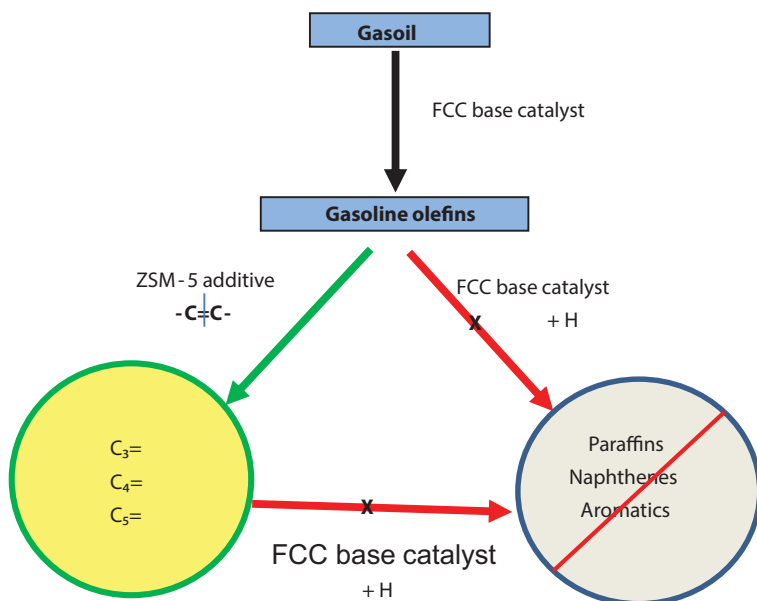 Gasoil
FCC base catalyst
Gasoline olefins
ZSM-5 additive
-C=C-
FCC base catalyst
X
+ H
C₃=
C₄=
C₅=
Paraffins
Naphthenes
Aromatics
X
FCC base catalyst
+ H